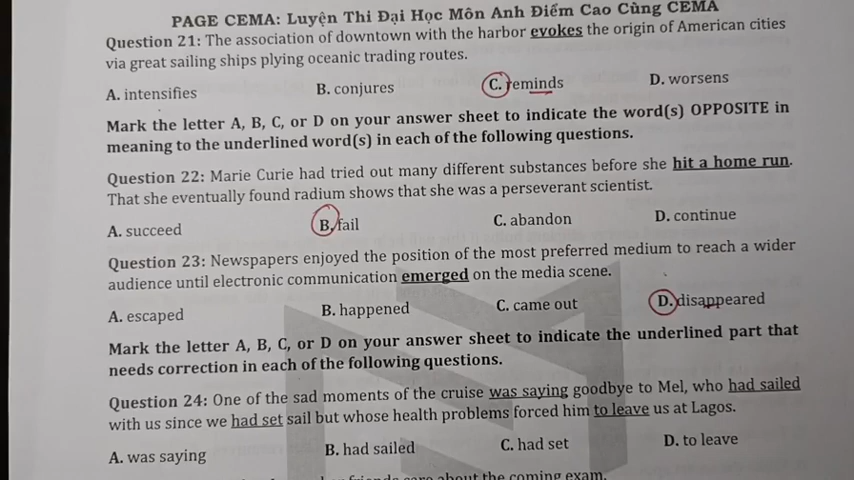 PAGE CEMA: Luyện Thi Đại Học Môn Anh Điểm Cao Cùng CEMA
Question 21: The association of downtown with the harbor evokes the origin of American cities
via great sailing ships plying oceanic trading routes.
A. intensifies B. conjures C. reminds D. worsens
Mark the letter A, B, C, or D on your answer sheet to indicate the word(s) OPPOSITE in
meaning to the underlined word(s) in each of the following questions.
Question 22: Marie Curie had tried out many different substances before she hit a home run.
That she eventually found radium shows that she was a perseverant scientist.
A. succeed B. fail C. abandon D. continue
Question 23: Newspapers enjoyed the position of the most preferred medium to reach a wider
audience until electronic communication emerged on the media scene.
A. escaped B. happened C. came out D. disappeared
Mark the letter A, B, C, or D on your answer sheet to indicate the underlined part that
needs correction in each of the following questions.
Question 24: One of the sad moments of the cruise was saying goodbye to Mel, who had sailed
with us since we had set sail but whose health problems forced him to leave us at Lagos.
A. was saying B. had sailed C. had set D. to leave
about the coming exam.